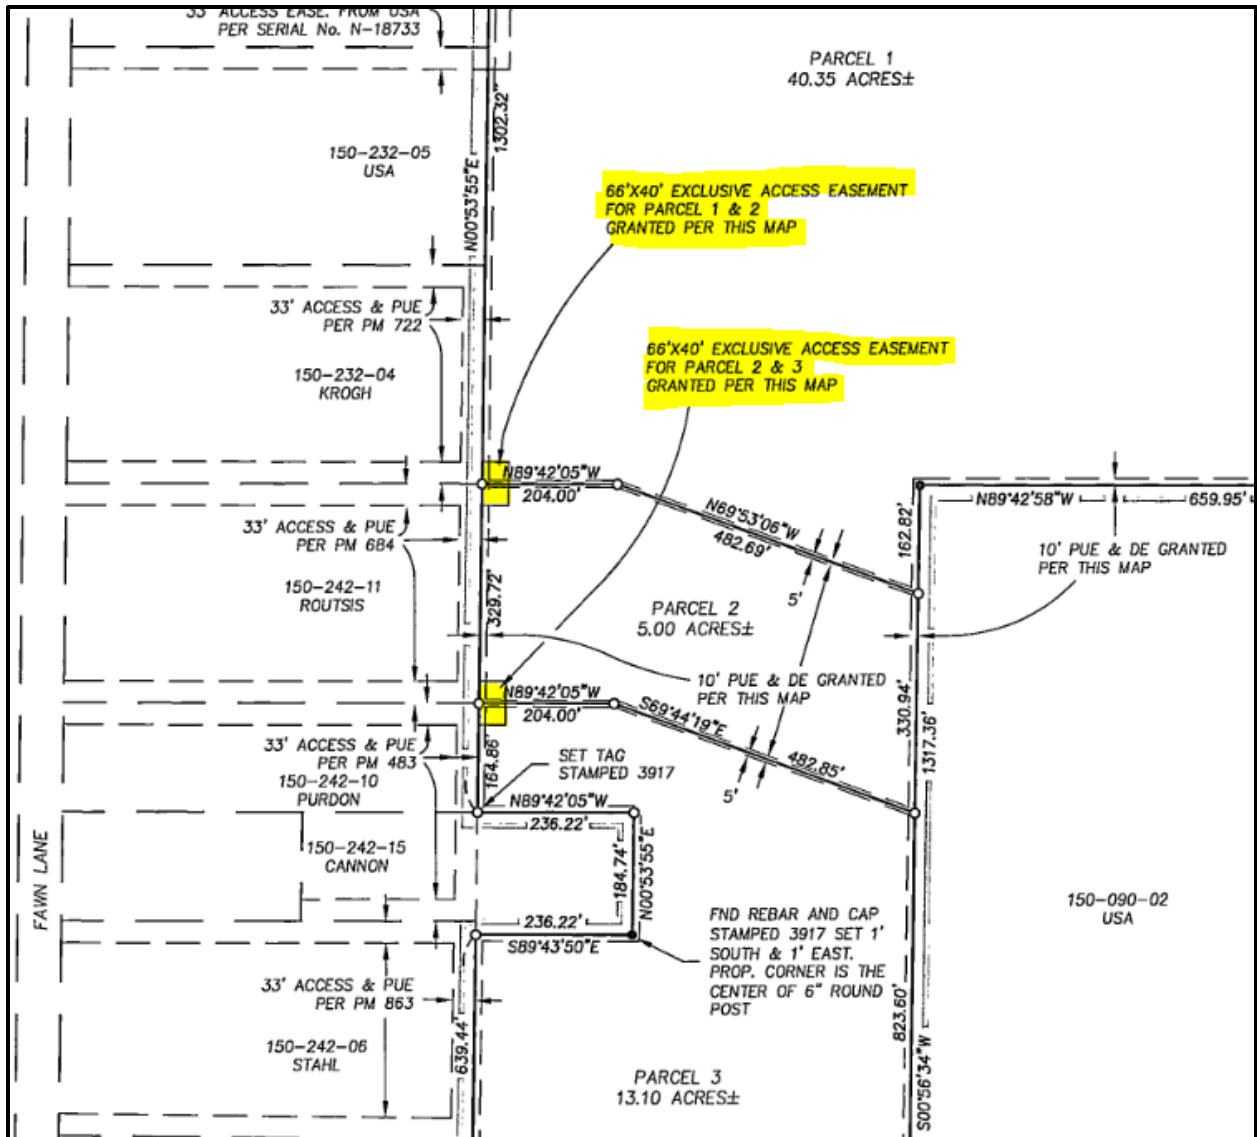 33' ACCESS EASE. FROM USA
PER SERIAL No. N-18733
PARCEL 1
40.35 ACRES±
1302.32'
150-232-05
USA
N00°53'55"E
66'X40' EXCLUSIVE ACCESS EASEMENT
FOR PARCEL 1 & 2
GRANTED PER THIS MAP
33' ACCESS & PUE
PER PM 722
66'X40' EXCLUSIVE ACCESS EASEMENT
FOR PARCEL 2 & 3
GRANTED PER THIS MAP
150-232-04
KROGH
N89°42'05"W
204.00'
N69°53'06"W
482.69'
162.82'
N89°42'58"W
659.95'
33' ACCESS & PUE
PER PM 684
10' PUE & DE GRANTED
PER THIS MAP
150-242-11
ROUTSIS
329.72'
PARCEL 2
5.00 ACRES±
5'
10' PUE & DE GRANTED
PER THIS MAP
N89°42'05"W
204.00'
S69°44'19"E
482.85'
330.94'
1317.36'
33' ACCESS & PUE
PER PM 483
164.86'
SET TAG
STAMPED 3917
5'
150-242-10
PURDON
N89°42'05"W
236.22'
FAWN LANE
150-242-15
CANNON
184.74'
N00°53'55"E
150-090-02
USA
236.22'
S89°43'50"E
FND REBAR AND CAP
STAMPED 3917 SET 1'
SOUTH & 1' EAST.
PROP. CORNER IS THE
CENTER OF 6" ROUND
POST
33' ACCESS & PUE
PER PM 863
823.60'
150-242-06
STAHL
639.44'
S00°56'34"W
PARCEL 3
13.10 ACRES±